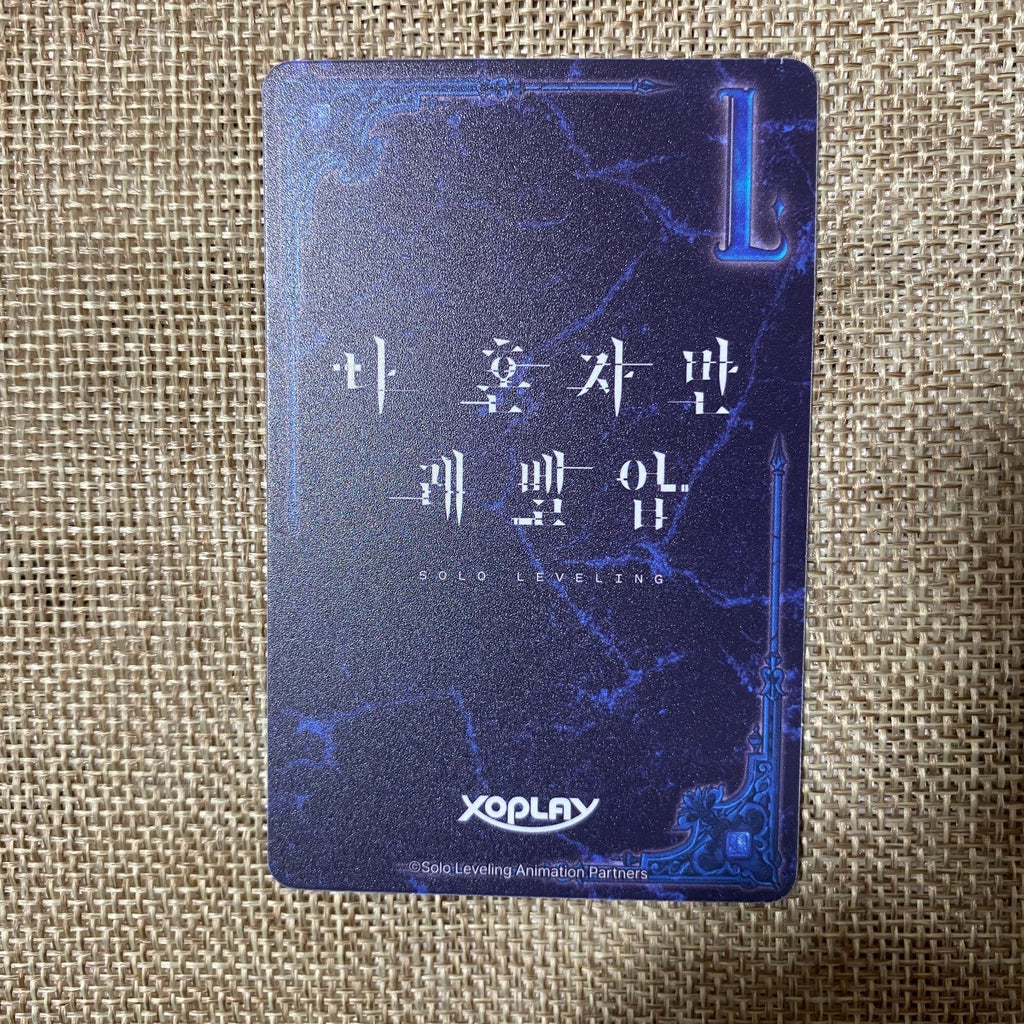 L
나 혼자만
레벨업
SOLO LEVELING
XOPLAY
©Solo Leveling Animation Partners